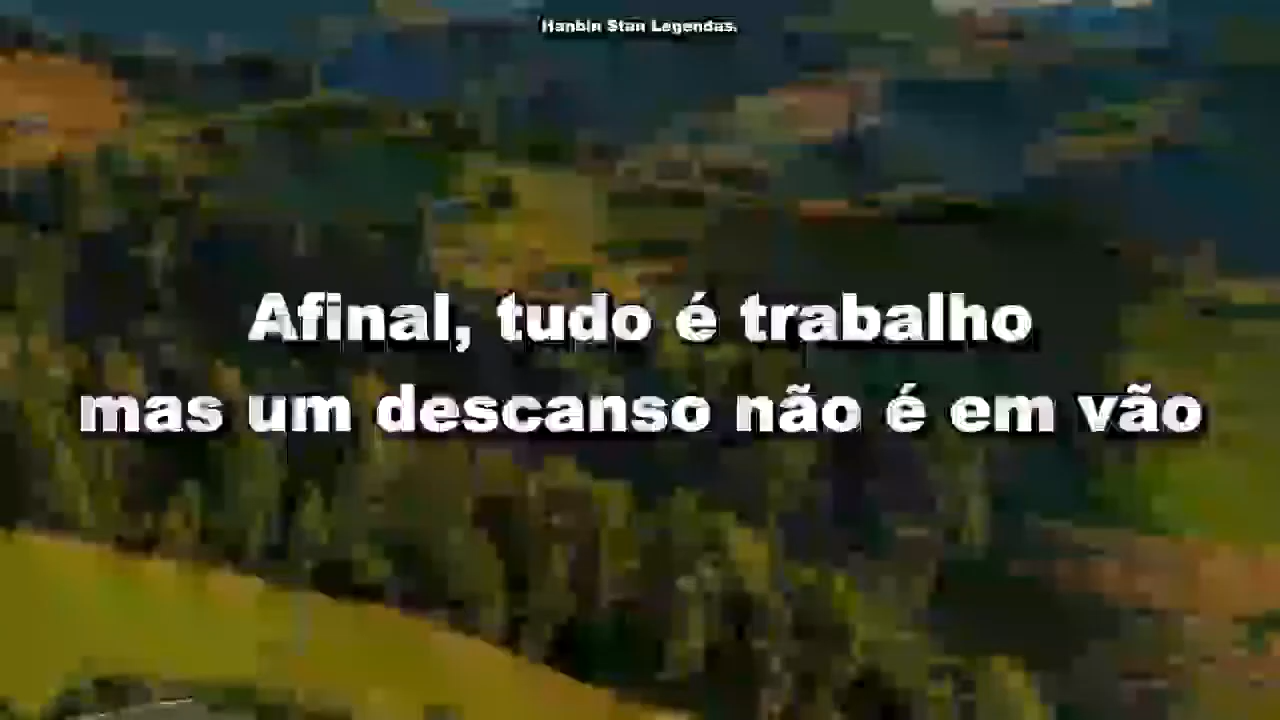 Hanbin Stan Legendas.
Afinal, tudo é trabalho
mas um descanso não é em vão